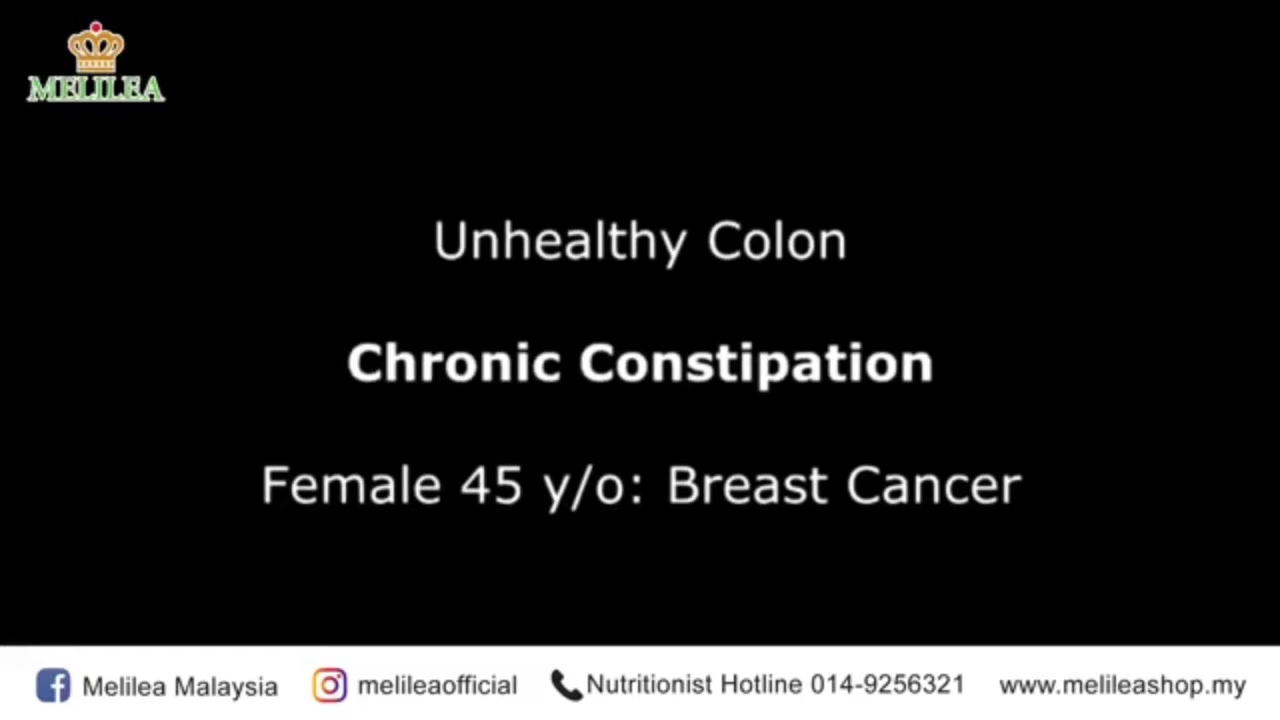 MELILEA
Unhealthy Colon
Chronic Constipation
Female 45 y/o: Breast Cancer
Melilea Malaysia melileaofficial Nutritionist Hotline 014-9256321 www.melileashop.my